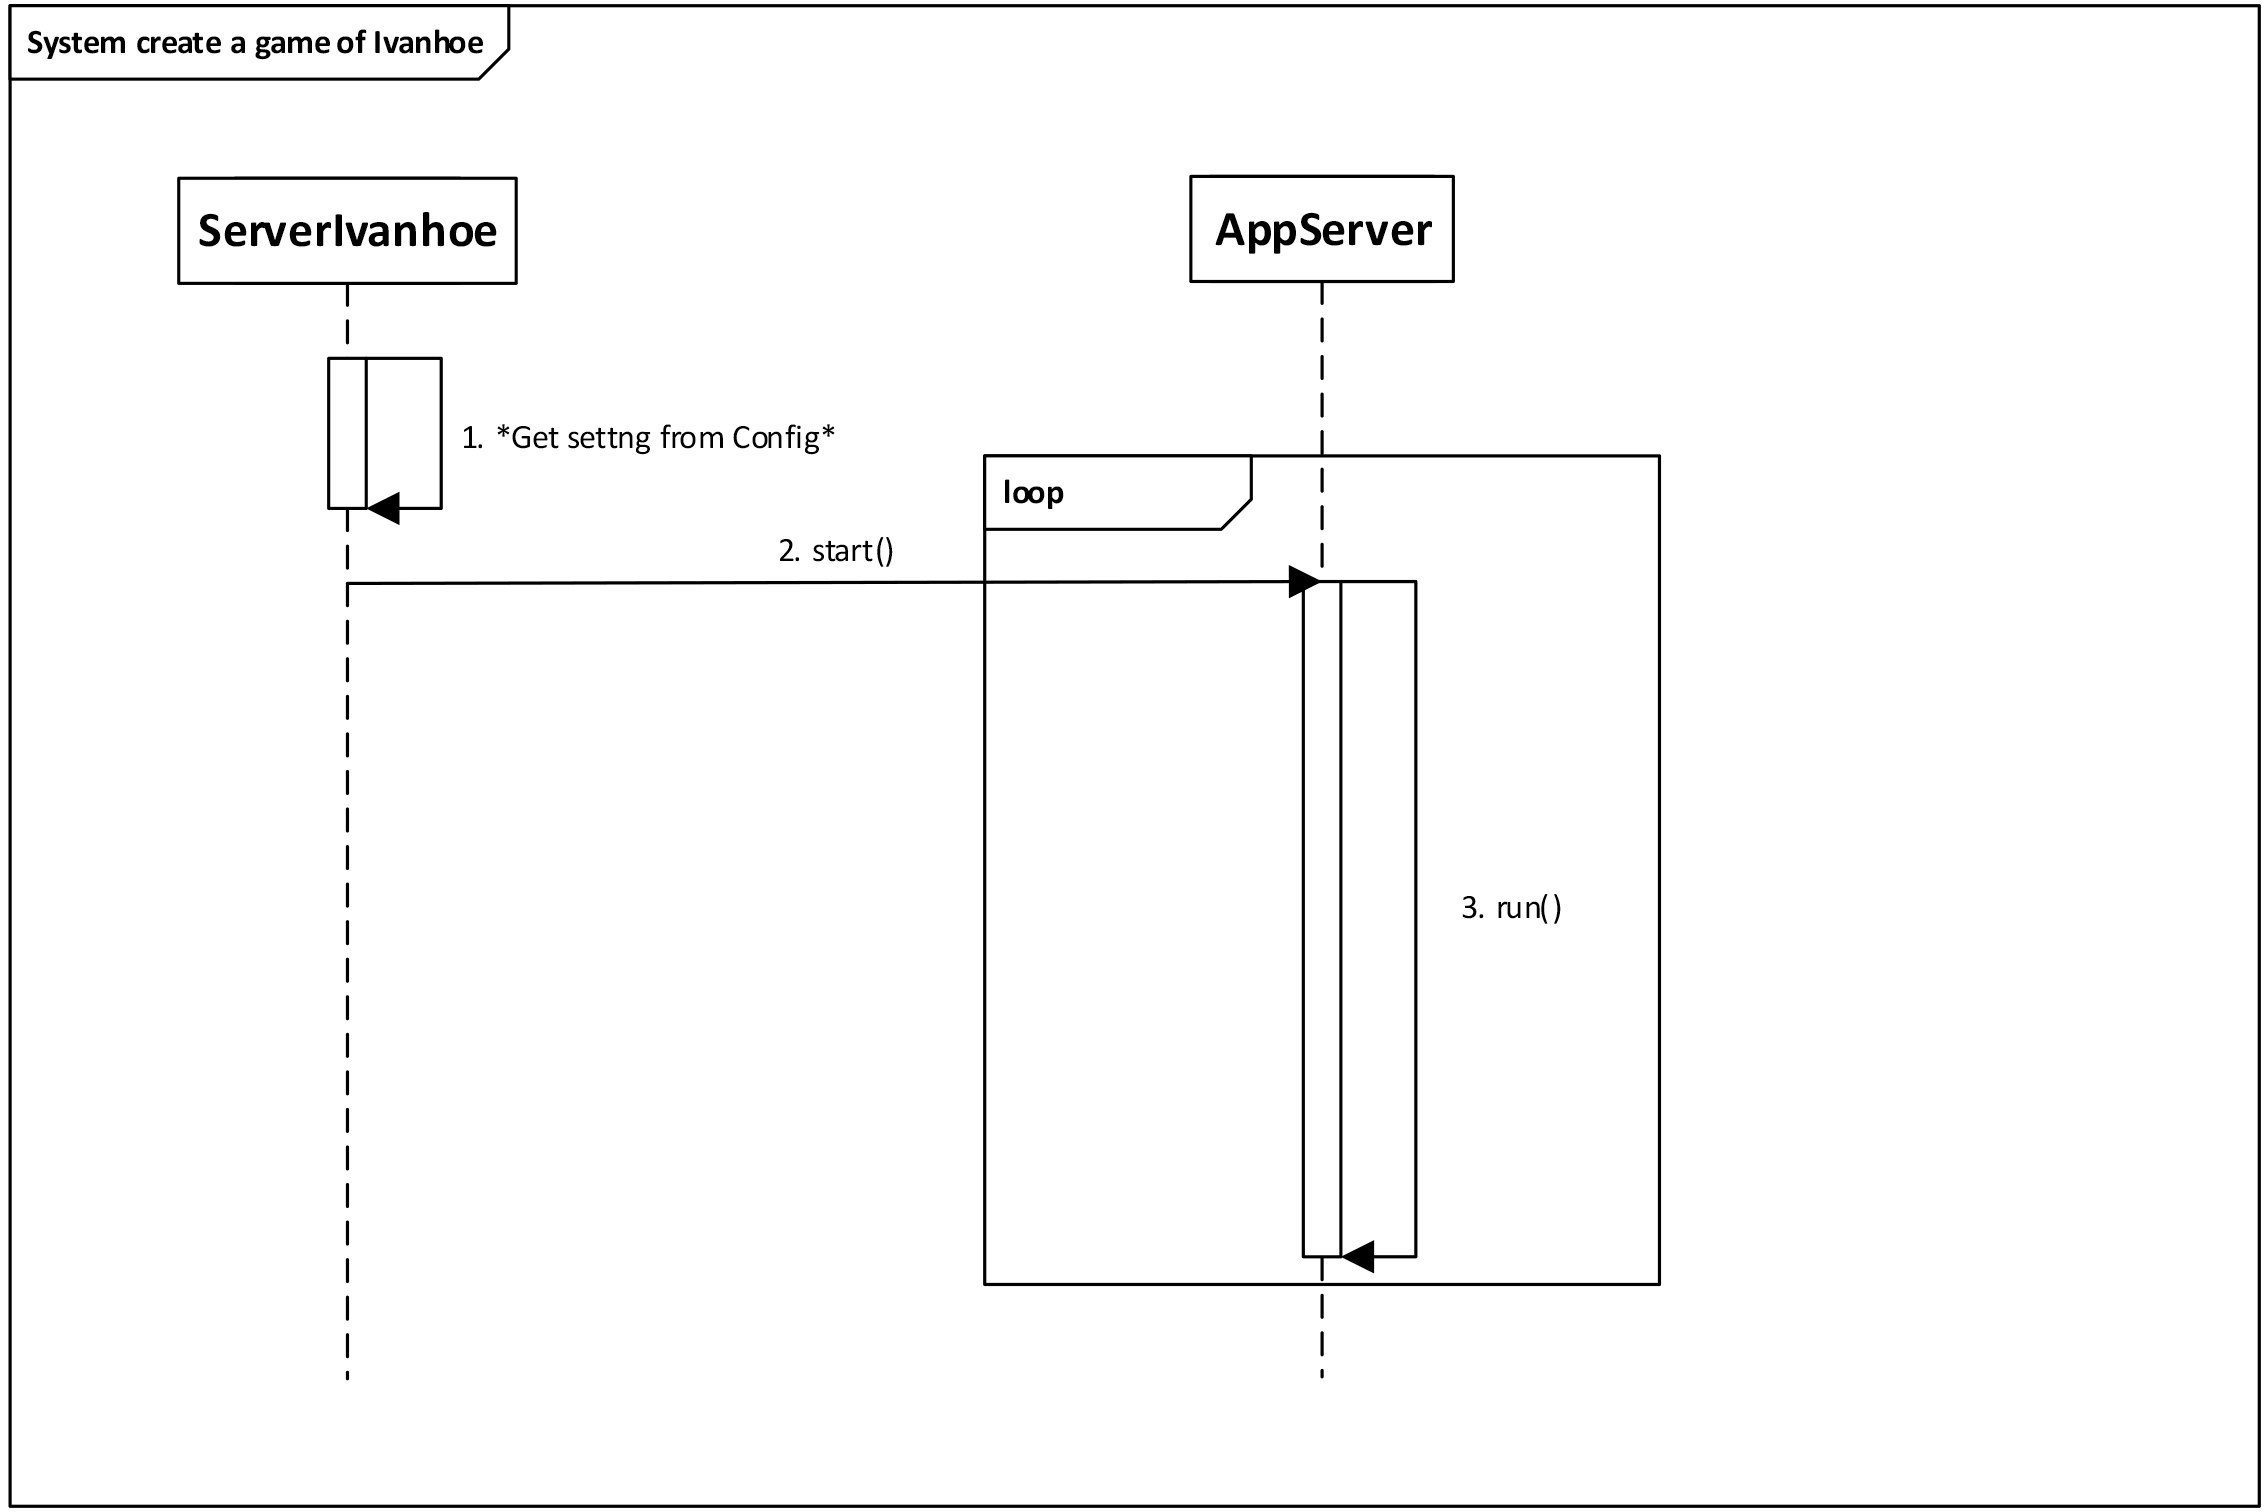 System create a game of Ivanhoe
ServerIvanhoe
AppServer
1. *Get settng from Config*
loop
2. start()
3. run()